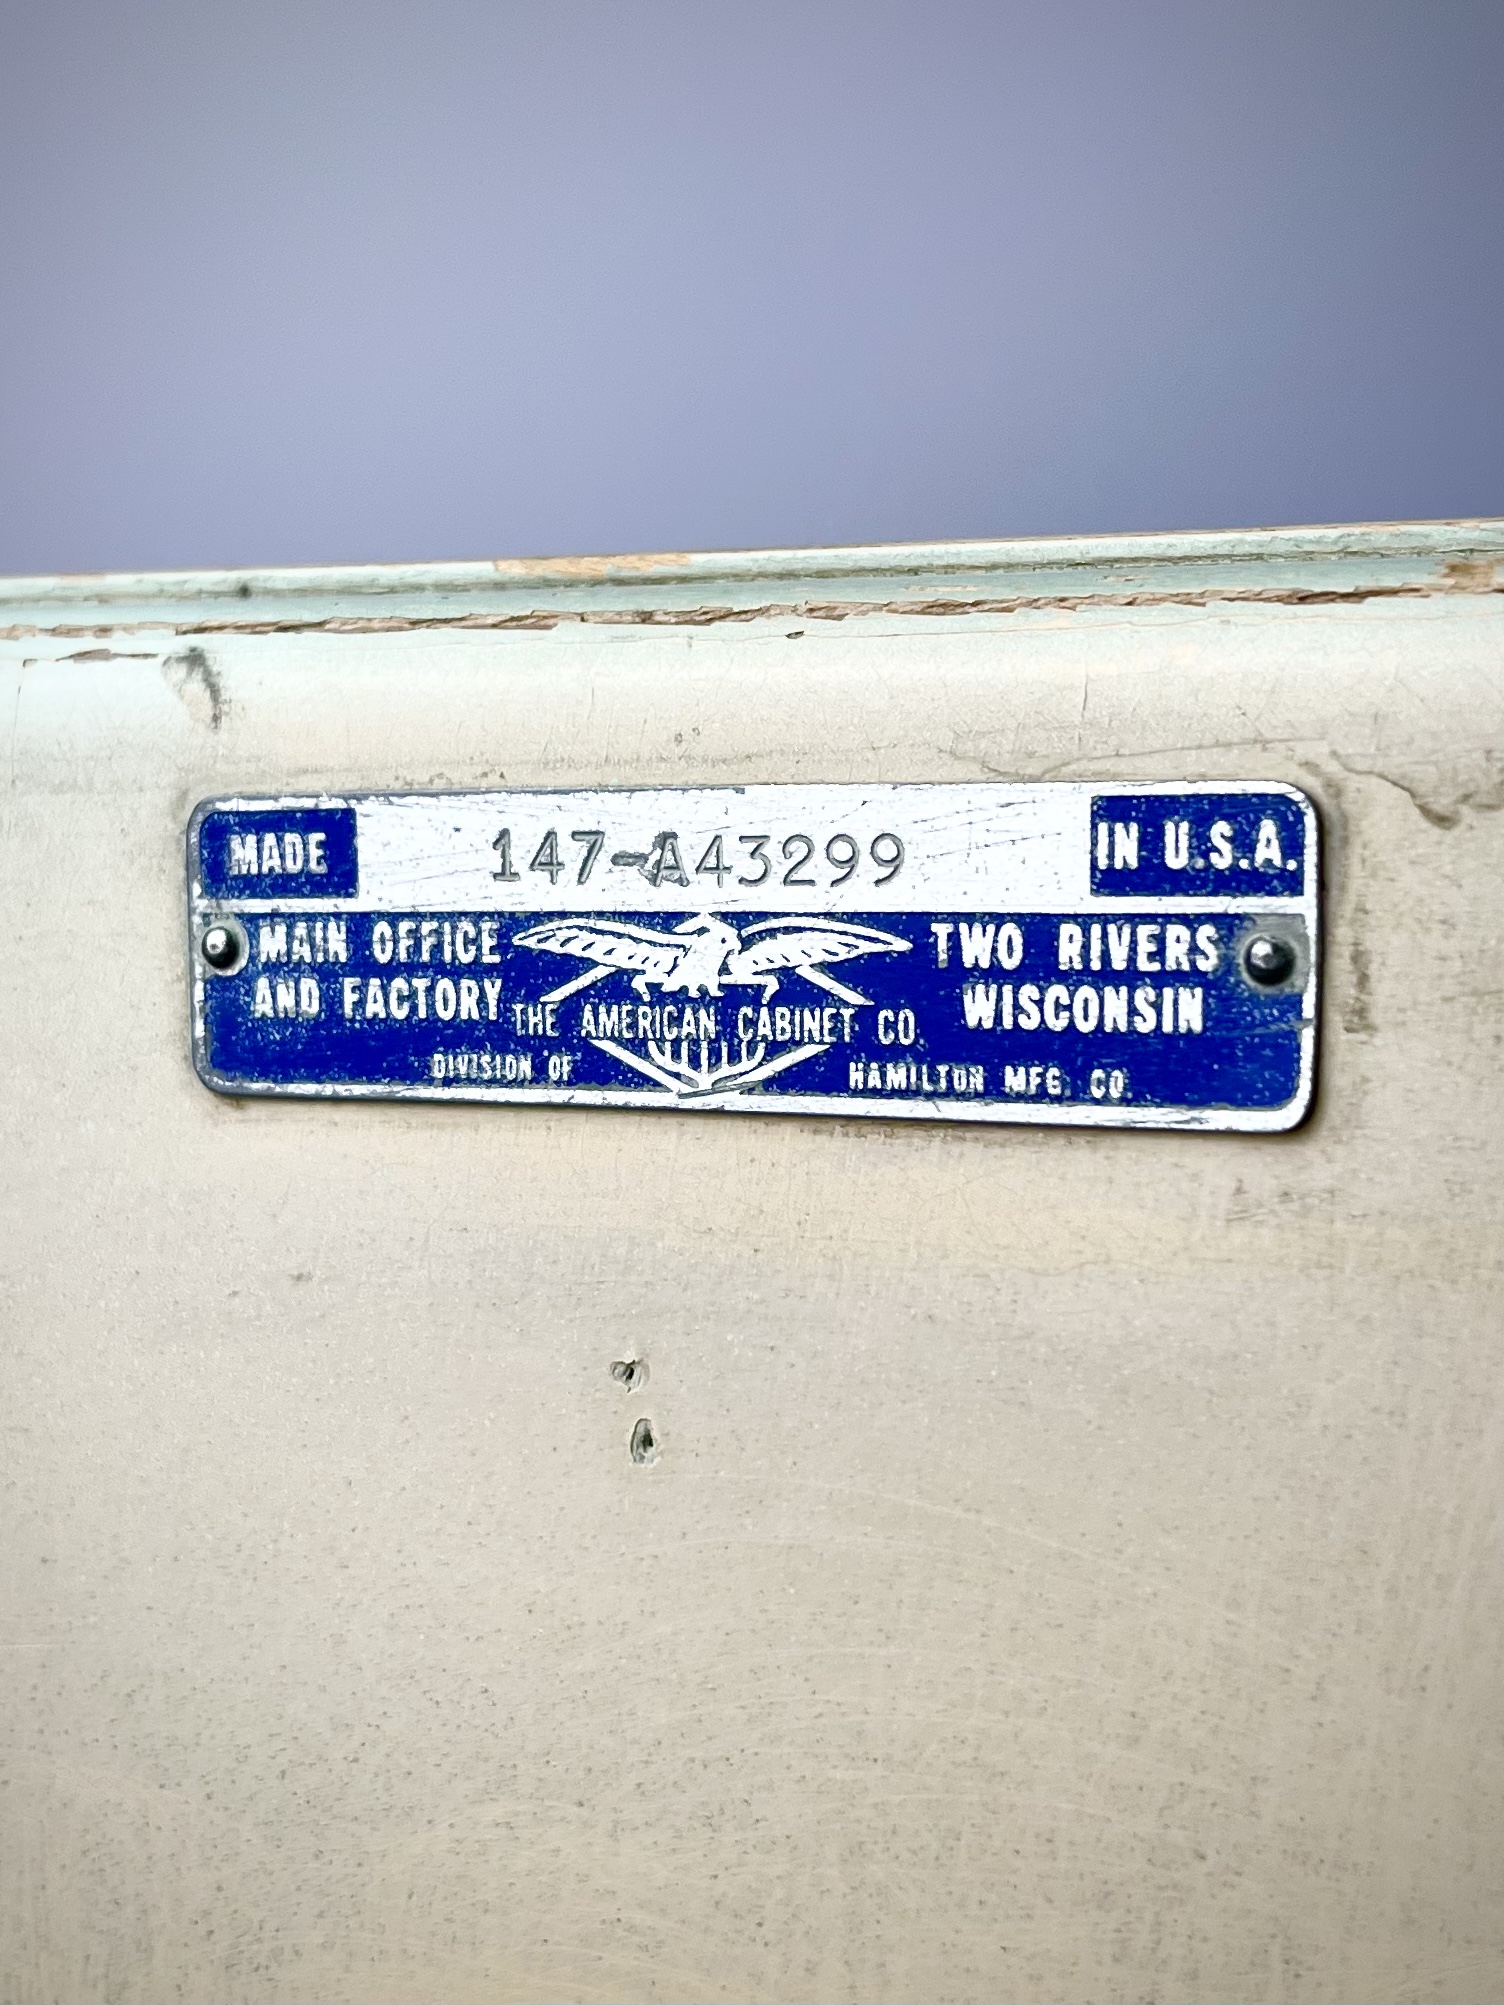 MADE 147-A43299 IN U.S.A.
MAIN OFFICE
AND FACTORY
THE AMERICAN CABINET CO.
TWO RIVERS
WISCONSIN
DIVISION OF HAMILTON MFG. CO.